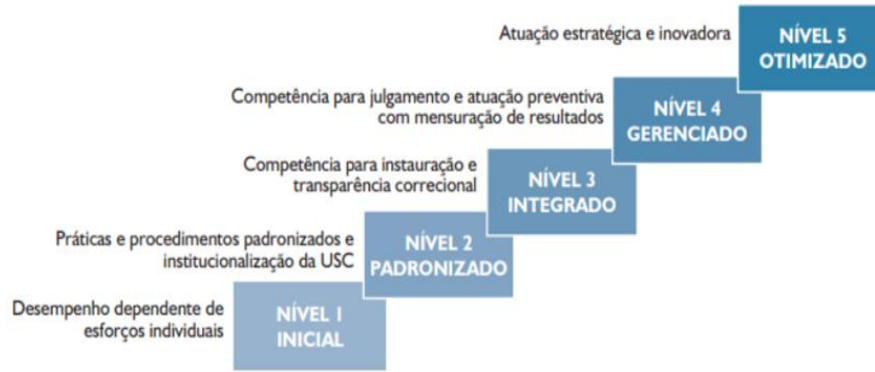 Atuação estratégica e inovadora
NÍVEL 5
OTIMIZADO
Competência para julgamento e atuação preventiva
com mensuração de resultados
NÍVEL 4
GERENCIADO
Competência para instauração e
transparência correcional
NÍVEL 3
INTEGRADO
Práticas e procedimentos padronizados e
institucionalização da USC
NÍVEL 2
PADRONIZADO
Desempenho dependente de
esforços individuais
NÍVEL 1
INICIAL